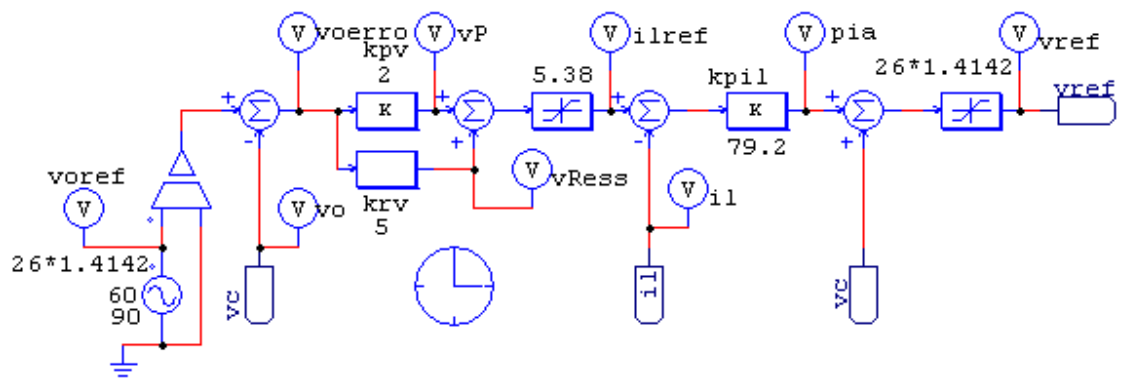 voerro
kpv
2
vP
ilref
pia
vref
5.38
kpil
26*1.4142
vref
+
Σ
-
K
+
Σ
+
+
Σ
-
K
79.2
+
Σ
+
voref
V
V
V
V
V
V
V
V
vo
krv
5
V
vRess
V
il
26*1.4142
60
90
vc
il
vc